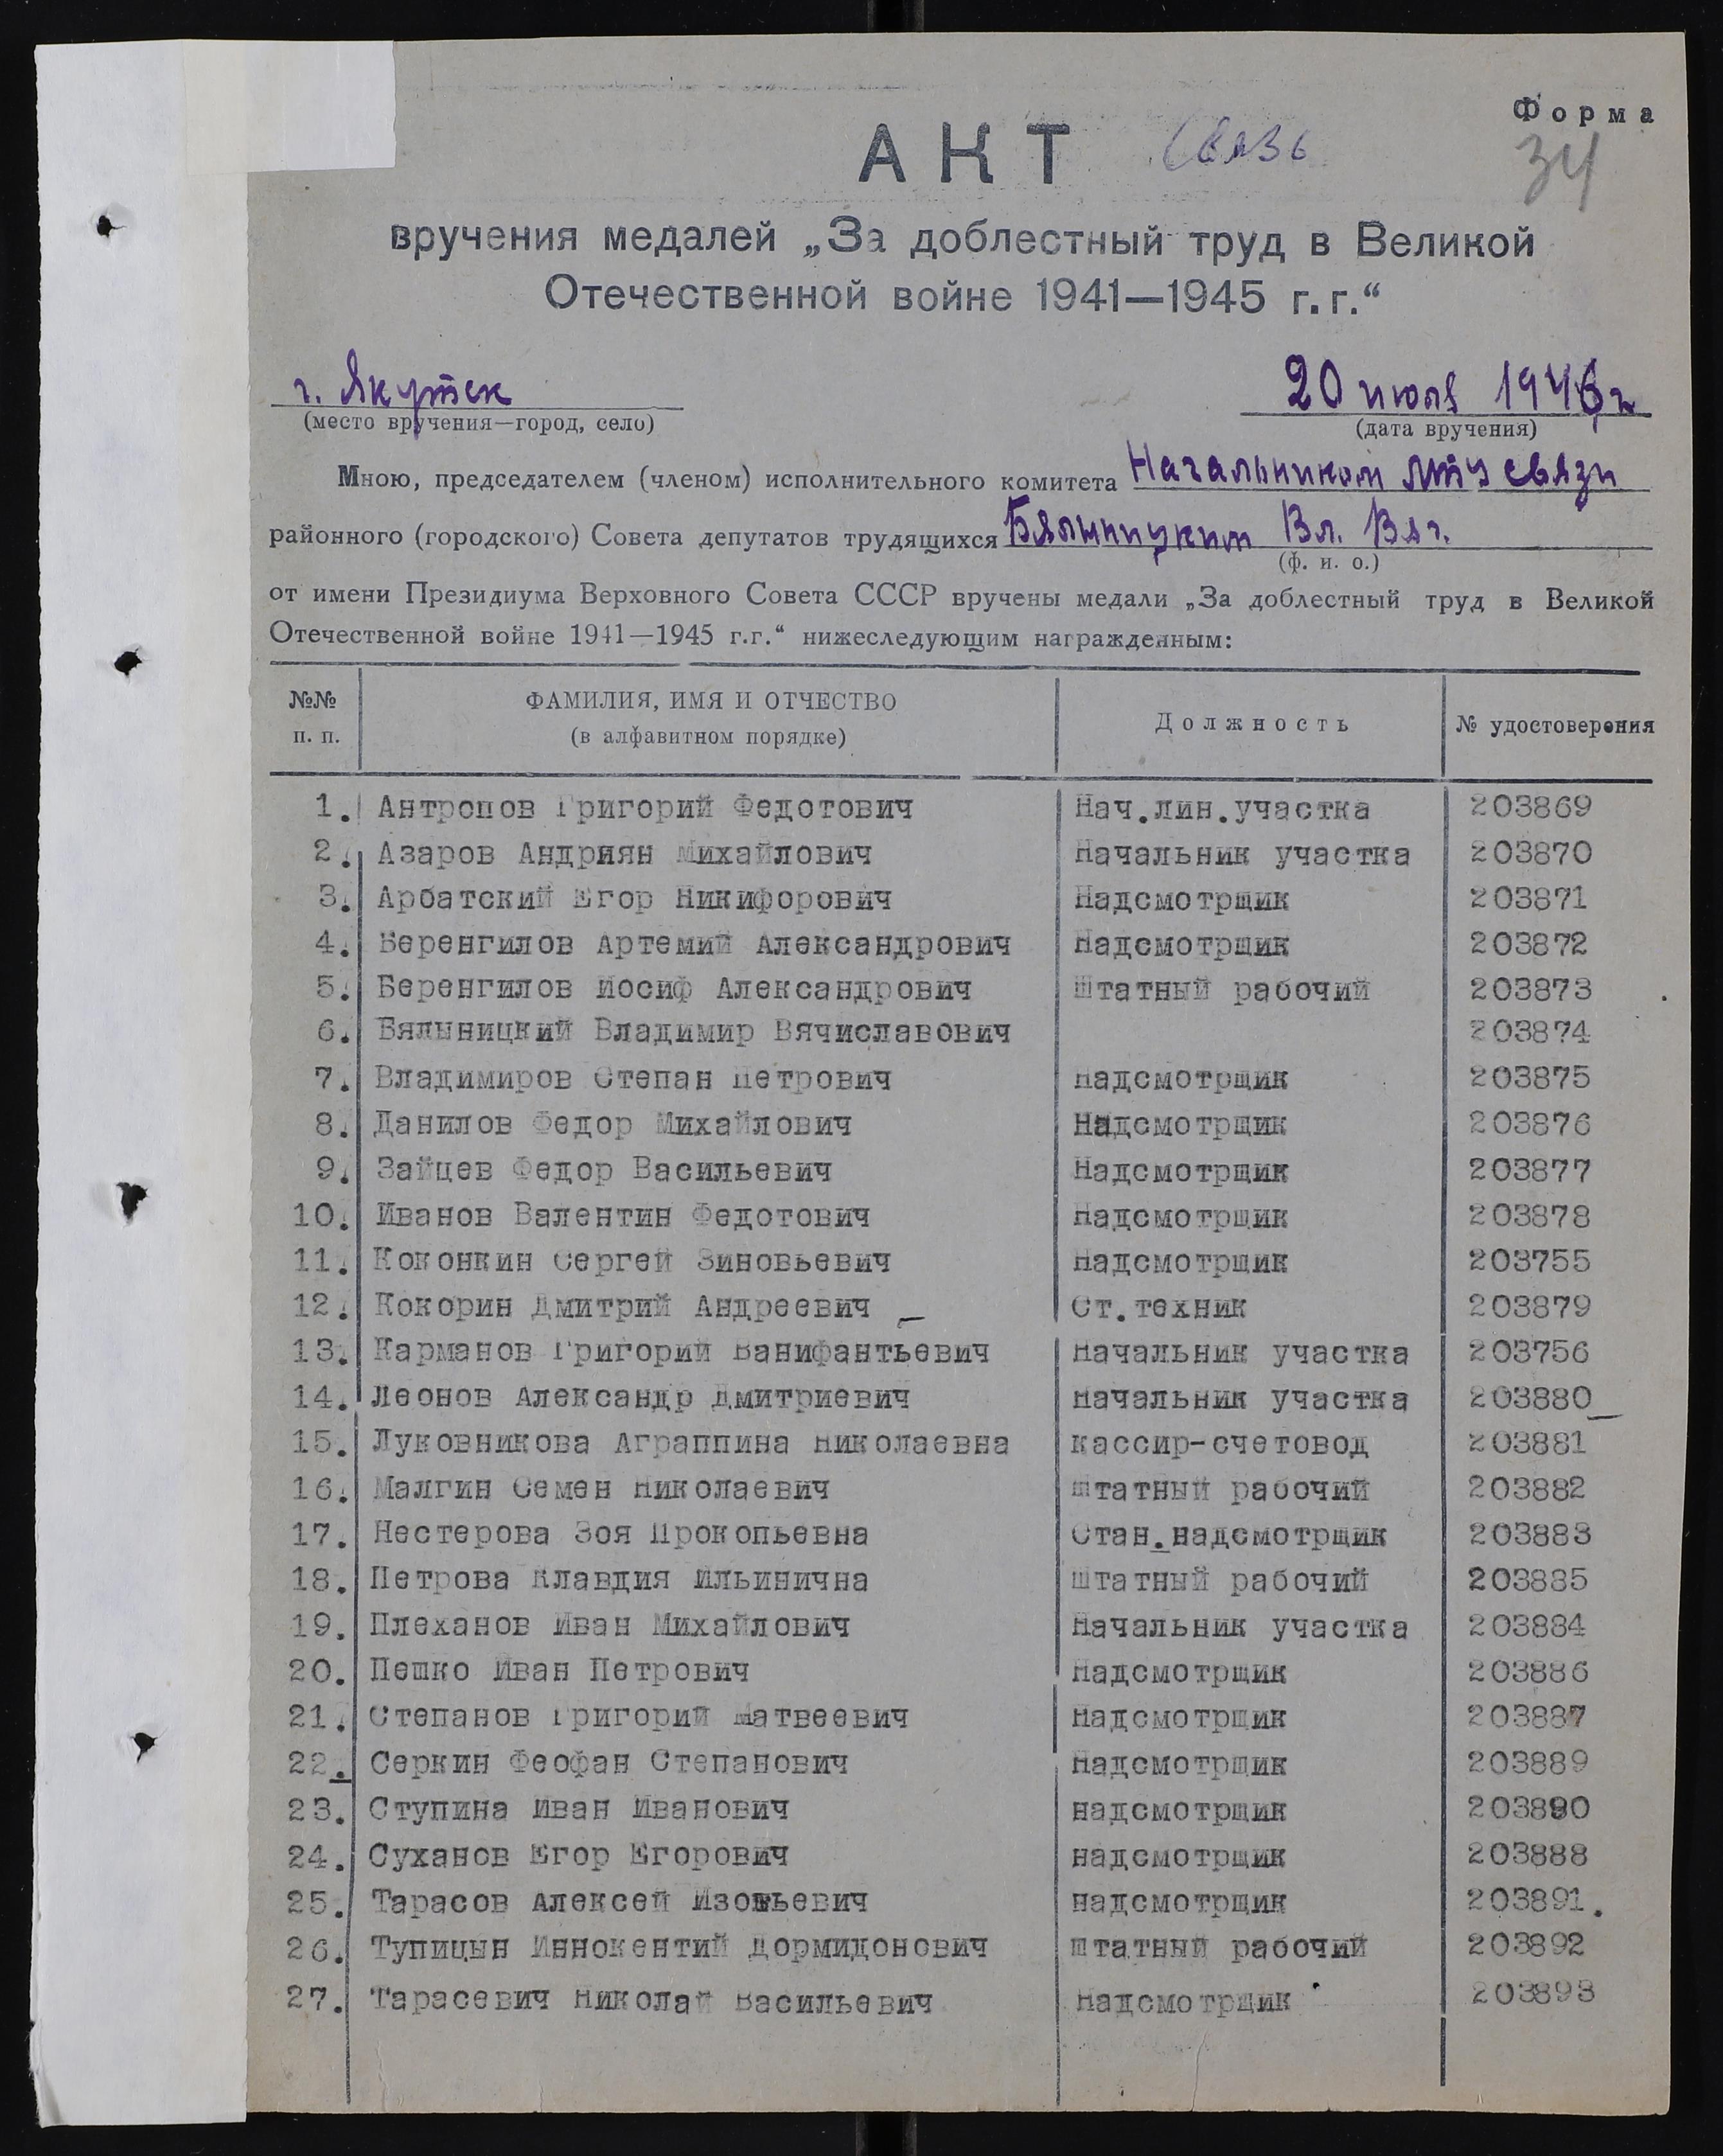 Форма
АКТ Связь
34
вручения медалей „За доблестный труд в Великой
Отечественной войне 1941—1945 г.г.“
г. Якутск 20 июля 1946 г
(место вручения—город, село) (дата вручения)
Мною, председателем (членом) исполнительного комитета Начальником ЛТУ связи
районного (городского) Совета депутатов трудящихся Бялыницким Вл. Вяч.
(ф. и. о.)
от имени Президиума Верховного Совета СССР вручены медали „За доблестный труд в Великой
Отечественной войне 1941—1945 г.г.“ нижеследующим награжденным:
№№ п. п. ФАМИЛИЯ, ИМЯ И ОТЧЕСТВО (в алфавитном порядке) Должность № удостоверения
1. Антропов Григорий Федотович Нач.лин.участка 203869
2. Азаров Андриян Михайлович Начальник участка 203870
3. Арбатский Егор Никифорович Надсмотрщик 203871
4. Беренгилов Артемий Александрович Надсмотрщик 203872
5. Беренгилов Иосиф Александрович Штатный рабочий 203873
6. Бялыницкий Владимир Вячиславович 203874
7. Владимиров Степан Петрович Надсмотрщик 203875
8. Данилов Федор Михайлович Надсмотрщик 203876
9. Зайцев Федор Васильевич Надсмотрщик 203877
10. Иванов Валентин Федотович Надсмотрщик 203878
11. Коконкин Сергей Зиновьевич Надсмотрщик 203755
12. Кокорин Дмитрий Андреевич Ст.техник 203879
13. Карманов Григорий Ванифантьевич Начальник участка 203756
14. Леонов Александр Дмитриевич Начальник участка 203880
15. Луковникова Аграппина Николаевна кассир-счетовод 203881
16. Малгин Семен Николаевич Штатный рабочий 203882
17. Нестерова Зоя Прокопьевна Стан.надсмотрщик 203883
18. Петрова Клавдия Ильинична Штатный рабочий 203885
19. Плеханов Иван Михайлович Начальник участка 203884
20. Пешко Иван Петрович Надсмотрщик 203886
21. Степанов Григорий Матвеевич Надсмотрщик 203887
22. Серкин Феофан Степанович Надсмотрщик 203889
23. Ступина Иван Иванович надсмотрщик 203890
24. Суханов Егор Егорович надсмотрщик 203888
25. Тарасов Алексей Изотьевич надсмотрщик 203891.
26. Тупицын Иннокентий Дормидонович штатный рабочий 203892
27. Тарасевич Николай Васильевич Надсмотрщик 203893